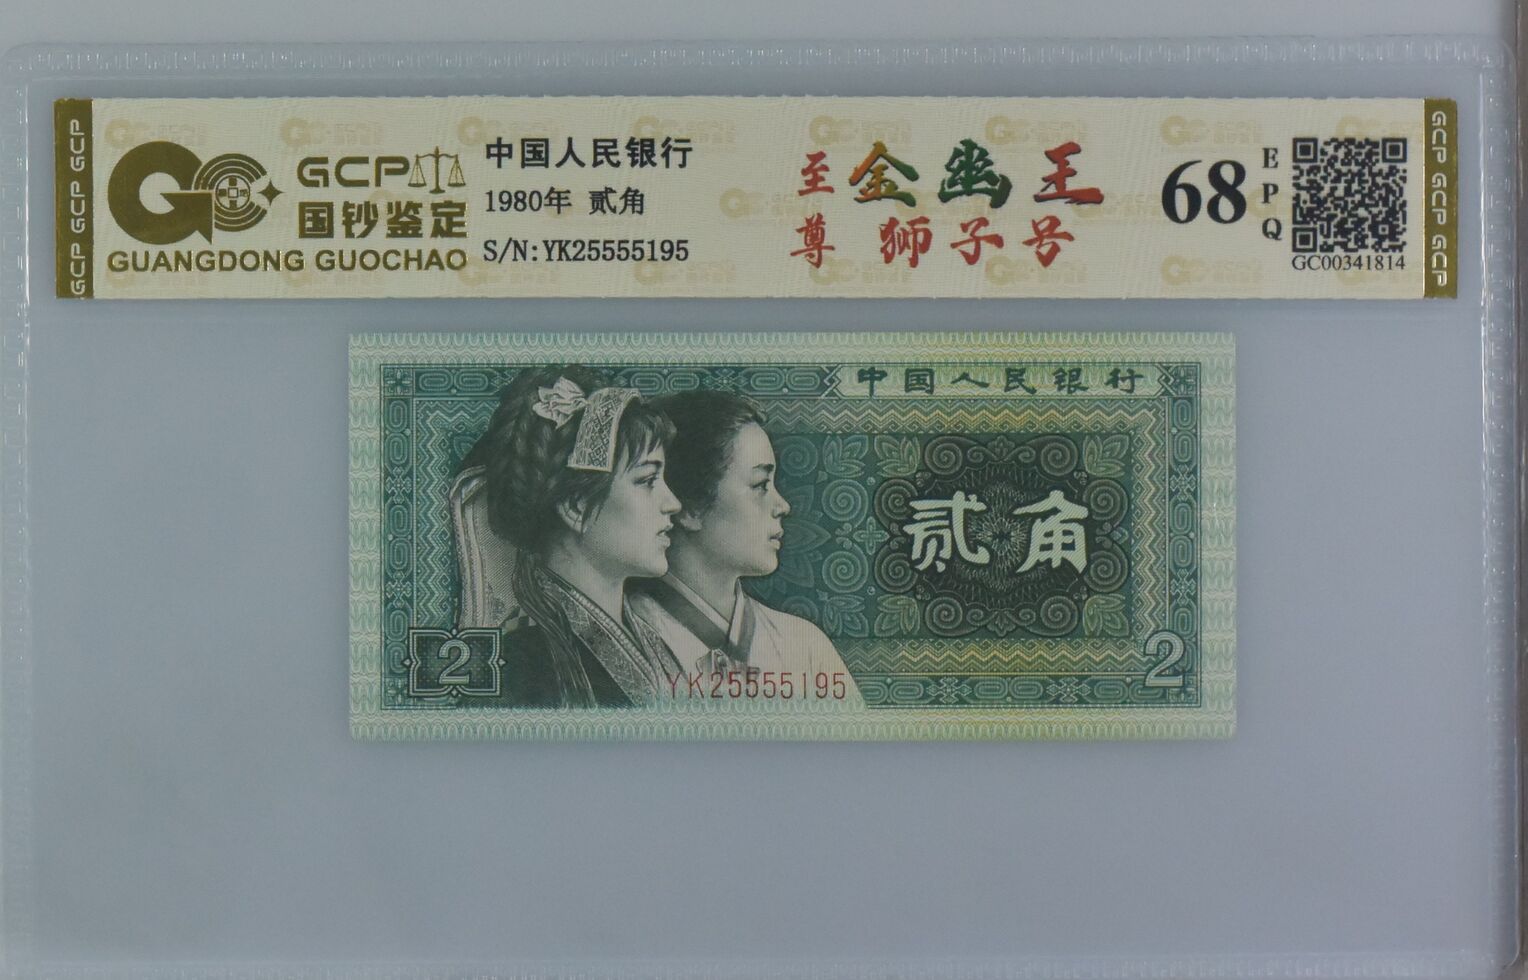 GCP GCP GCP
GCP
国钞鉴定
GUANGDONG GUOCHAO
中国人民银行
1980年 贰角
S/N:YK25555195
至尊
金幽王
狮子号
68
EPQ
GC00341814
GCP GCP GCP
中国人民银行
贰角
2
2
YK25555195